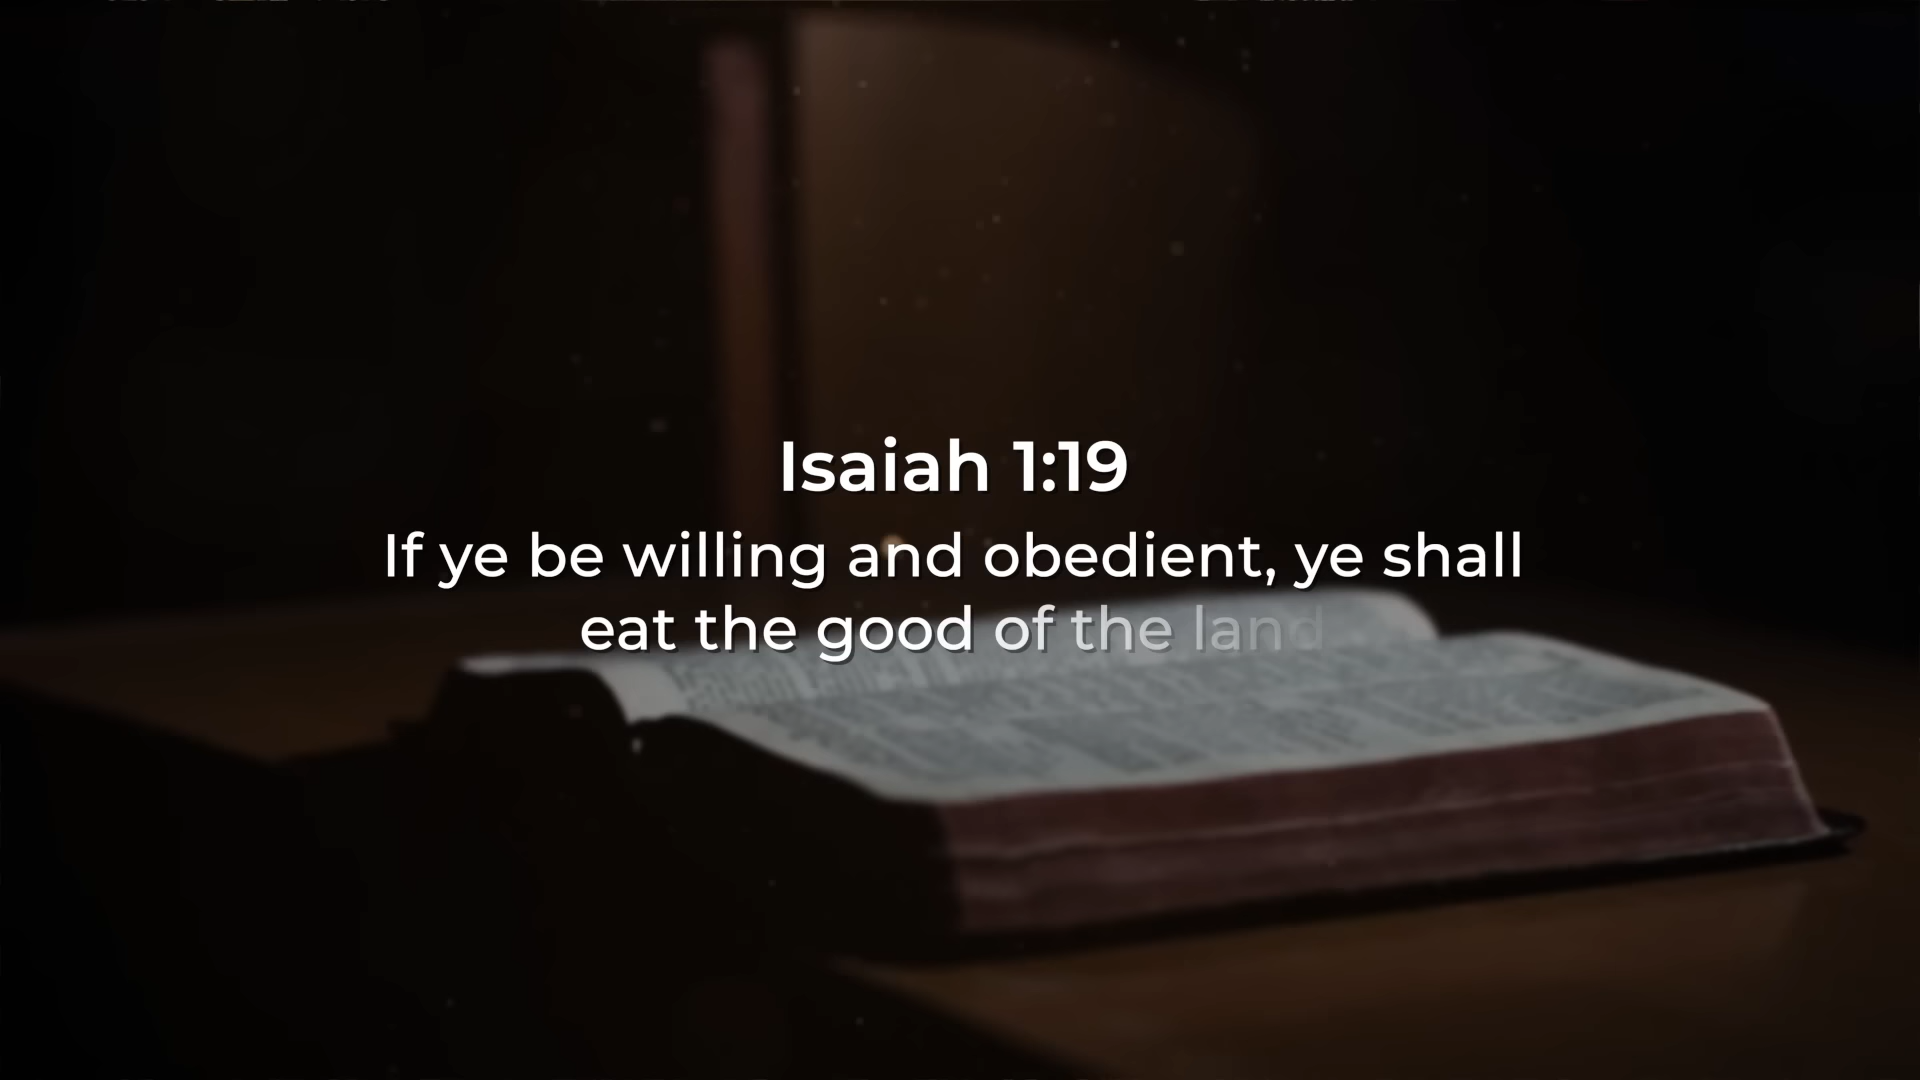 Isaiah 1:19
If ye be willing and obedient, ye shall
eat the good of the land